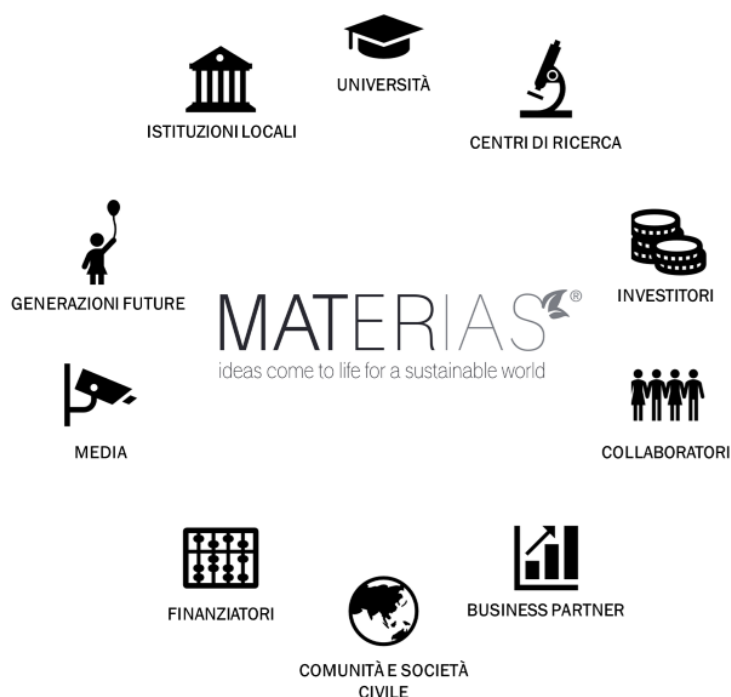 UNIVERSITÀ
ISTITUZIONI LOCALI
CENTRI DI RICERCA
GENERAZIONI FUTURE
INVESTITORI
MATERIAS®
ideas come to life for a sustainable world
MEDIA
COLLABORATORI
FINANZIATORI
BUSINESS PARTNER
COMUNITÀ E SOCIETÀ
CIVILE